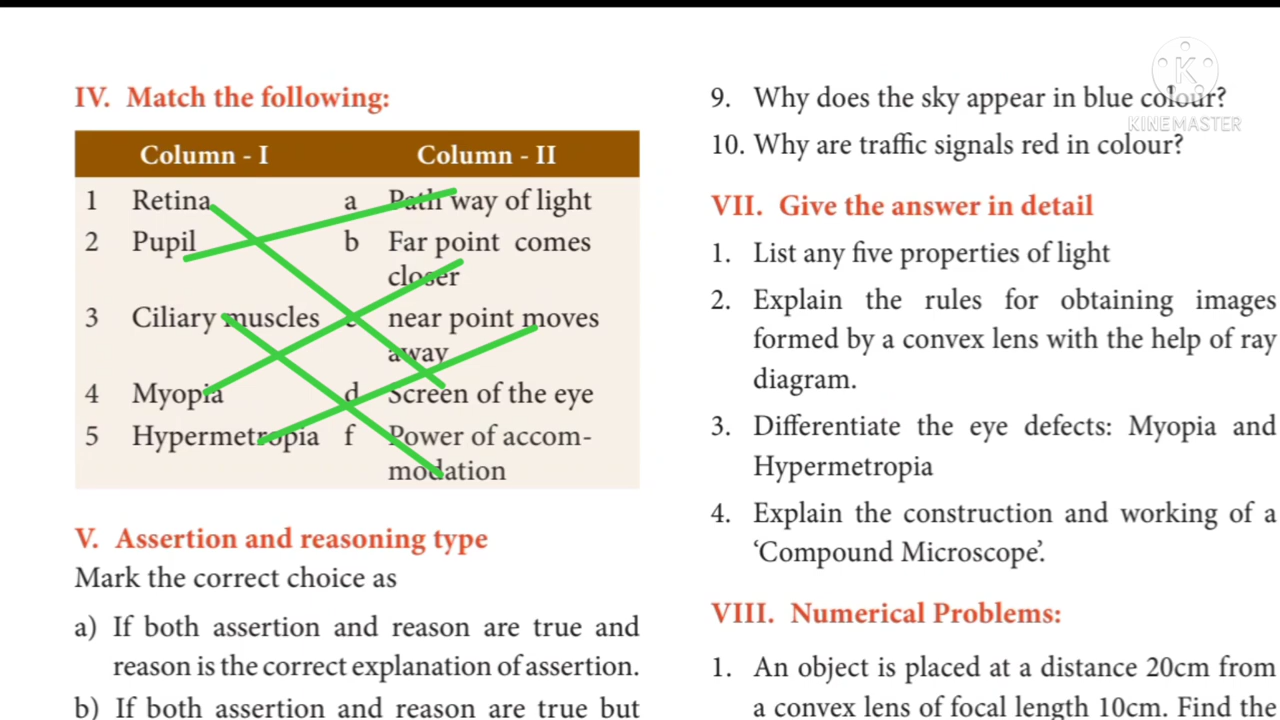 IV. Match the following:
Column - I Column - II
1 Retina a Path way of light
2 Pupil b Far point comes
closer
3 Ciliary muscles c near point moves
away
4 Myopia d Screen of the eye
5 Hypermetropia f Power of accom-
modation
V. Assertion and reasoning type
Mark the correct choice as
a) If both assertion and reason are true and
reason is the correct explanation of assertion.
b) If both assertion and reason are true but
9. Why does the sky appear in blue colour?
10. Why are traffic signals red in colour?
VII. Give the answer in detail
1. List any five properties of light
2. Explain the rules for obtaining images
formed by a convex lens with the help of ray
diagram.
3. Differentiate the eye defects: Myopia and
Hypermetropia
4. Explain the construction and working of a
‘Compound Microscope’.
VIII. Numerical Problems:
1. An object is placed at a distance 20cm from
a convex lens of focal length 10cm. Find the
K
KINEMASTER